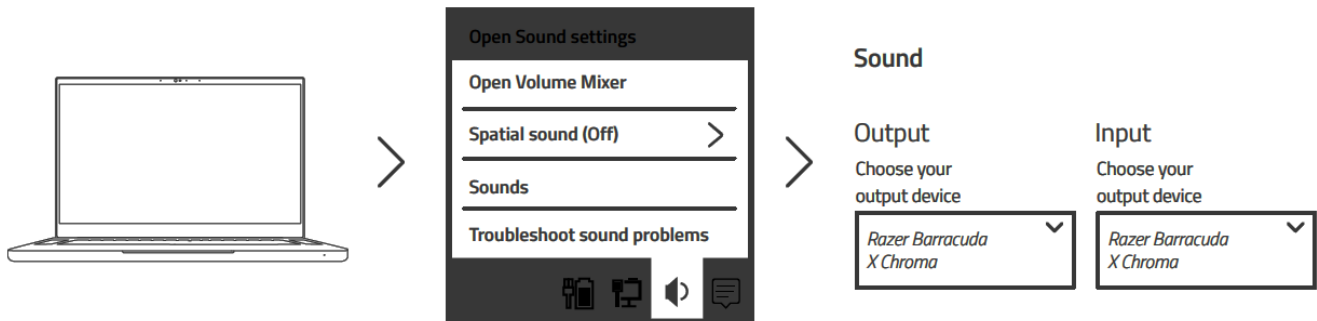 Open Sound settings
Open Volume Mixer
Spatial sound (Off)
Sounds
Troubleshoot sound problems
Sound
Output
Choose your
output device
Razer Barracuda
X Chroma
Input
Choose your
output device
Razer Barracuda
X Chroma